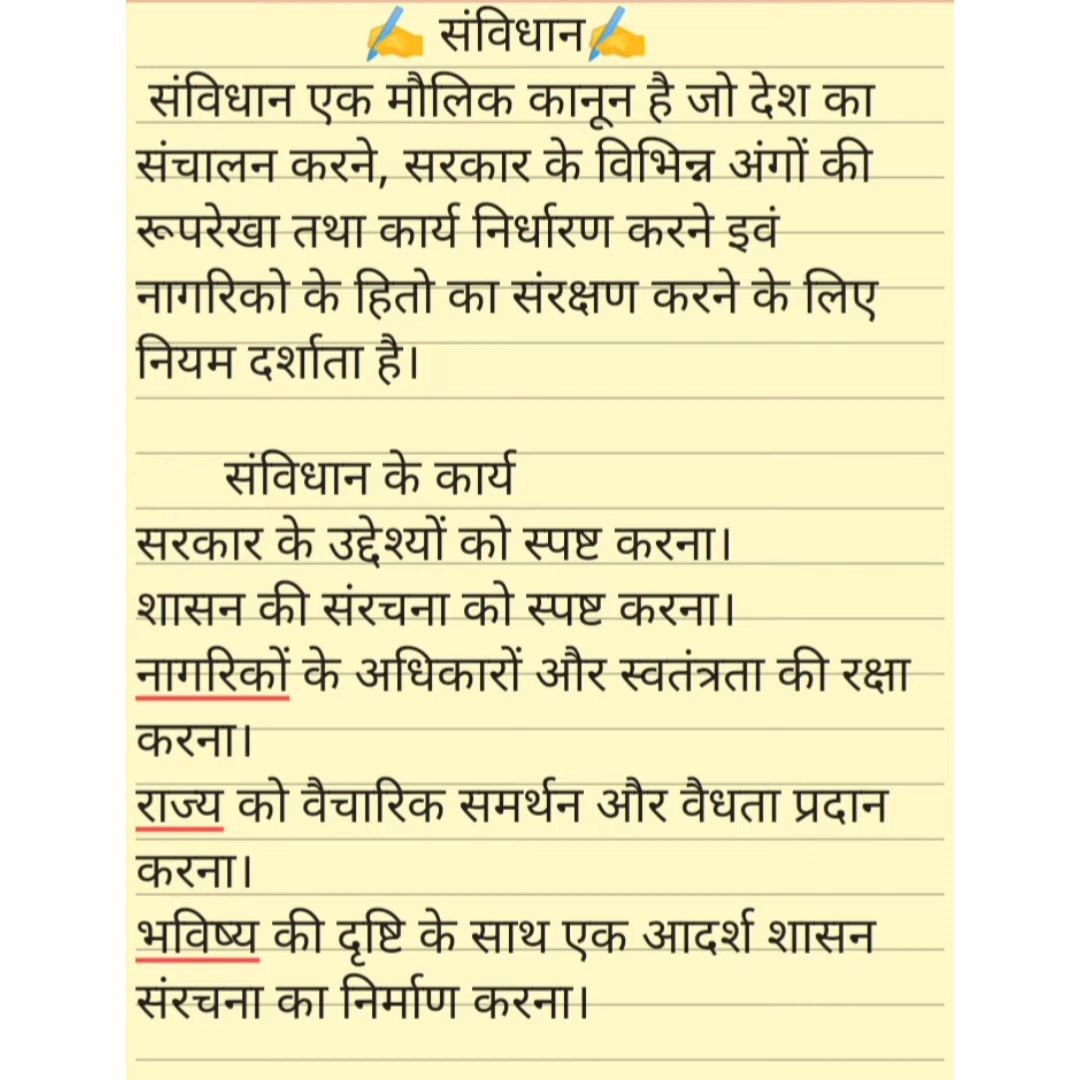 ✍️ संविधान✍️
संविधान एक मौलिक कानून है जो देश का
संचालन करने, सरकार के विभिन्न अंगों की
रूपरेखा तथा कार्य निर्धारण करने इवं
नागरिको के हितो का संरक्षण करने के लिए
नियम दर्शाता है।
संविधान के कार्य
सरकार के उद्देश्यों को स्पष्ट करना।
शासन की संरचना को स्पष्ट करना।
नागरिकों के अधिकारों और स्वतंत्रता की रक्षा
करना।
राज्य को वैचारिक समर्थन और वैधता प्रदान
करना।
भविष्य की दृष्टि के साथ एक आदर्श शासन
संरचना का निर्माण करना।